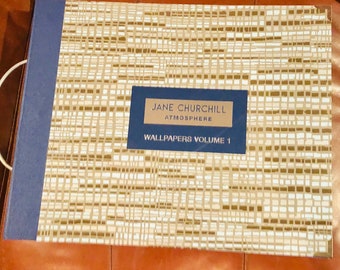 JANE CHURCHILL
ATMOSPHERE
WALLPAPERS VOLUME 1